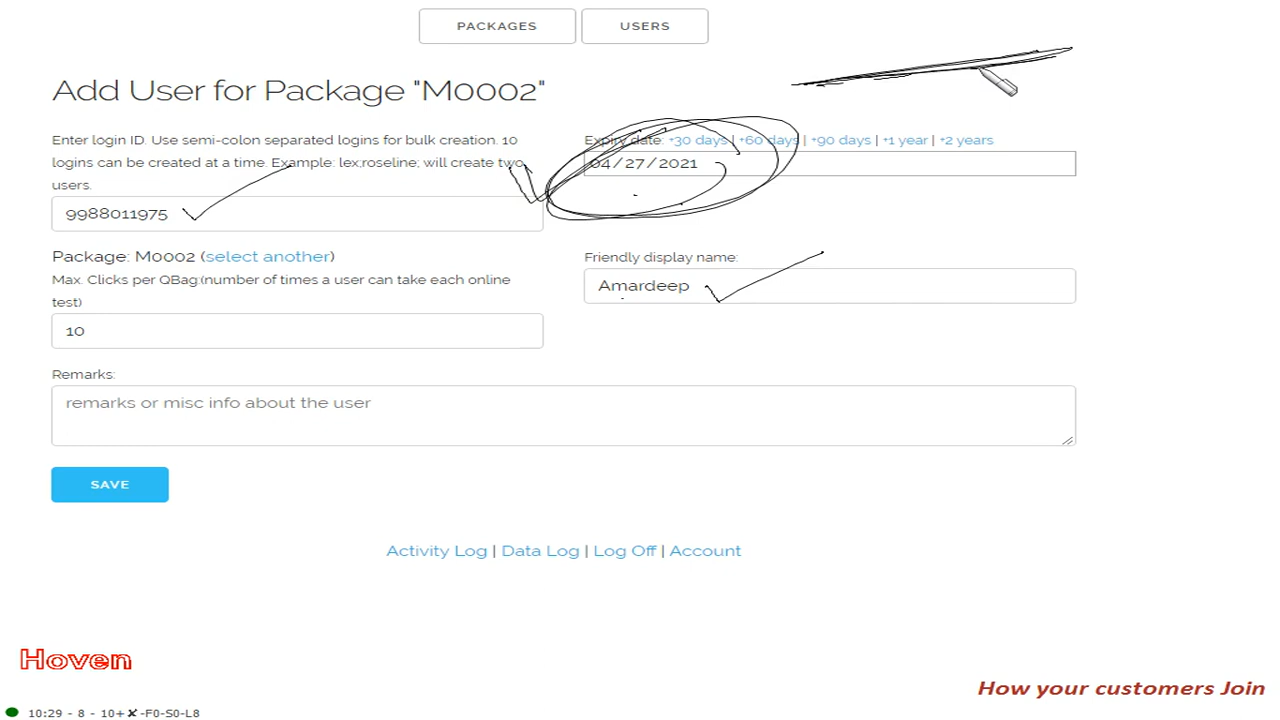 PACKAGES USERS
Add User for Package "M0002"
Enter login ID. Use semi-colon separated logins for bulk creation. 10
logins can be created at a time. Example: lex;roseline; will create two
users.
9988011975
Expiry date: +30 days | +60 days | +90 days | +1 year | +2 years
04/27/2021
Package: M0002 (select another)
Max. Clicks per QBag:(number of times a user can take each online
test)
10
Friendly display name:
Amardeep
Remarks:
remarks or misc info about the user
SAVE
Activity Log | Data Log | Log Off | Account
Hoven
How your customers Join
10:29 - 8 - 10+✘-F0-S0-L8